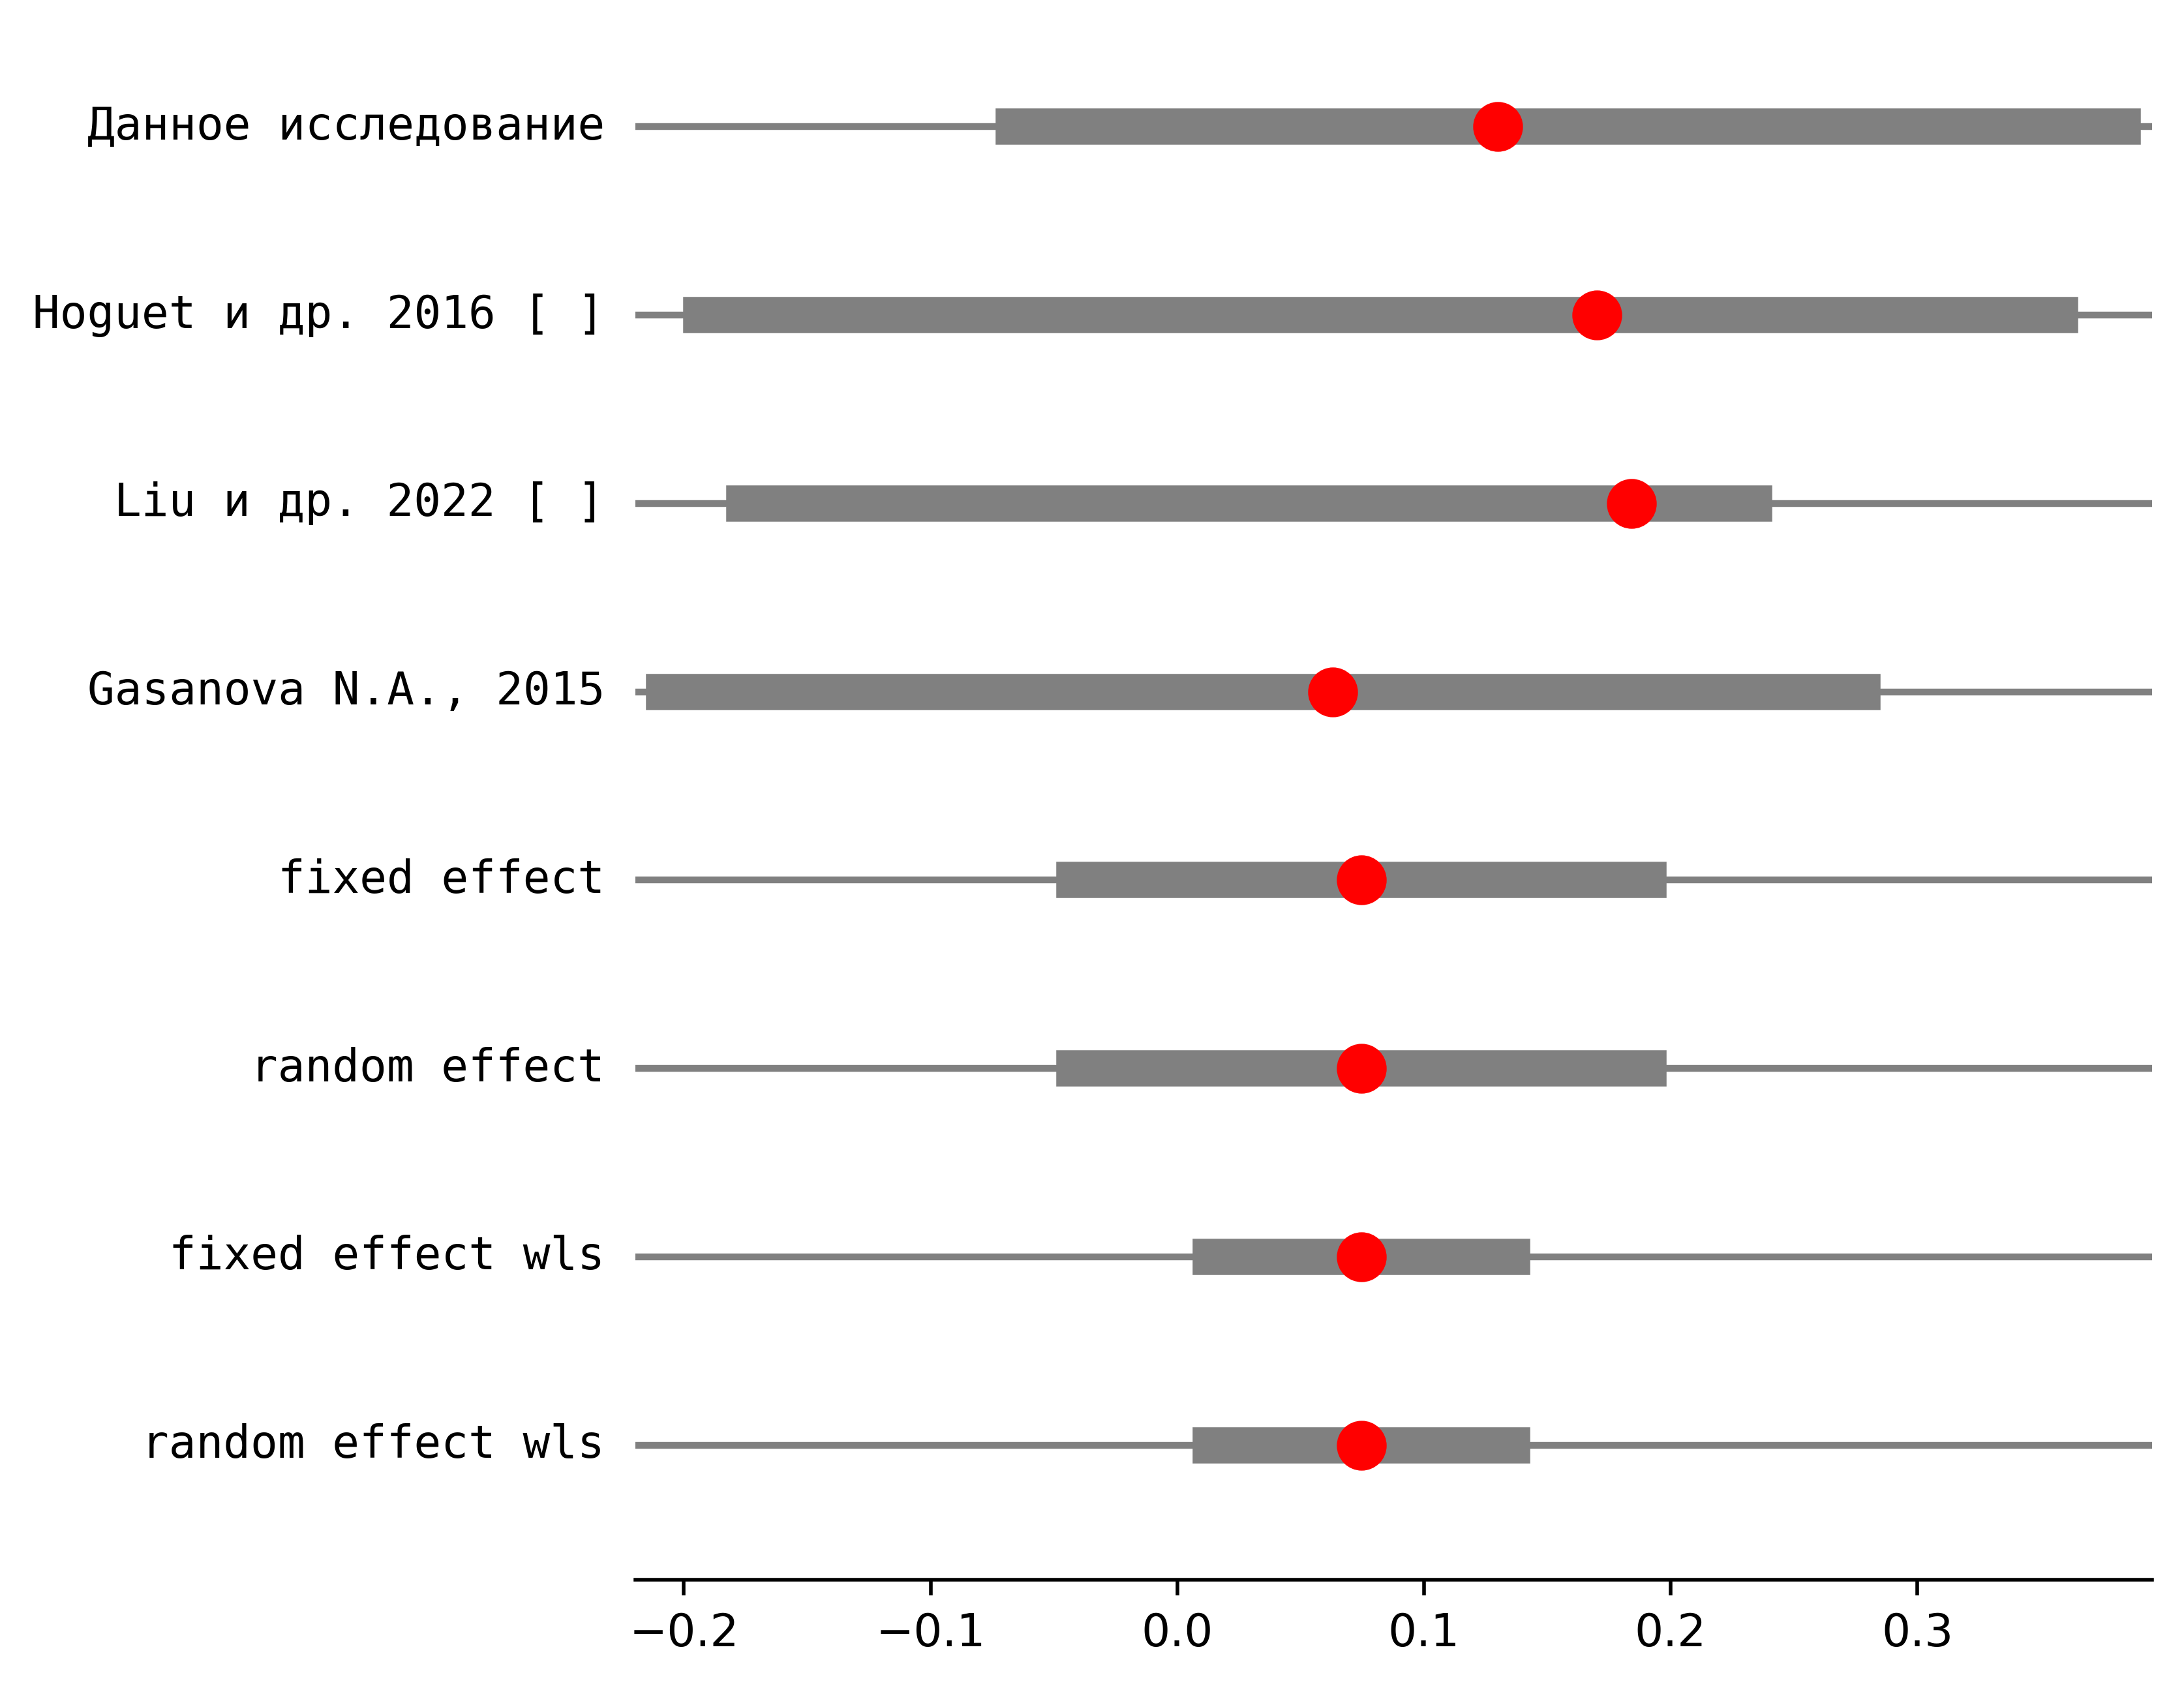 Данное исследование
Hoguet и др. 2016 [ ]
Liu и др. 2022 [ ]
Gasanova N.A., 2015
fixed effect
random effect
fixed effect wls
random effect wls
−0.2 −0.1 0.0 0.1 0.2 0.3